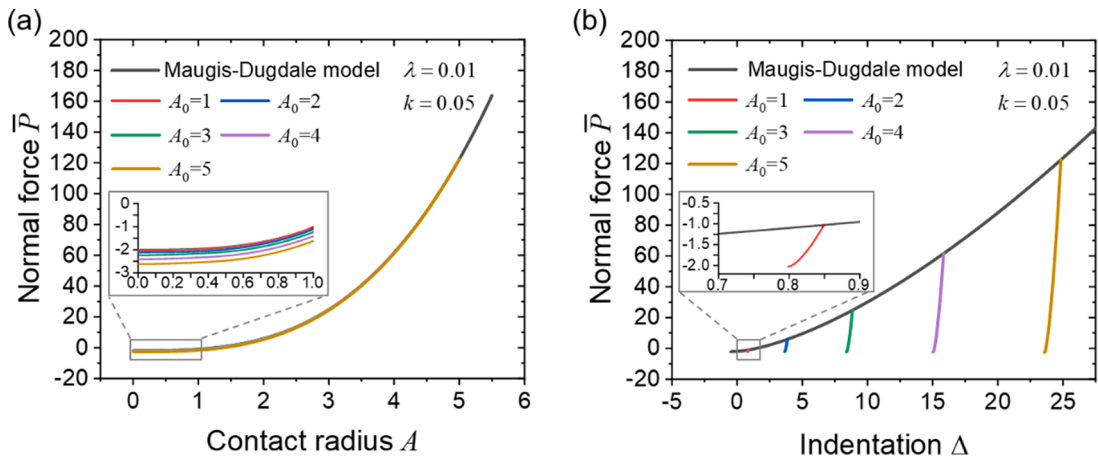 (a)
200
180
160
140
120
100
80
60
40
20
0
-20
Normal force P̅
Maugis-Dugdale model
λ = 0.01
A₀=1
A₀=2
k = 0.05
A₀=3
A₀=4
A₀=5
0
-1
-2
-3
0.0 0.2 0.4 0.6 0.8 1.0
0 1 2 3 4 5 6
Contact radius A
(b)
200
180
160
140
120
100
80
60
40
20
0
-20
Normal force P̅
Maugis-Dugdale model
λ = 0.01
A₀=1
A₀=2
k = 0.05
A₀=3
A₀=4
A₀=5
-0.5
-1.0
-1.5
-2.0
0.7 0.8 0.9
-5 0 5 10 15 20 25
Indentation Δ